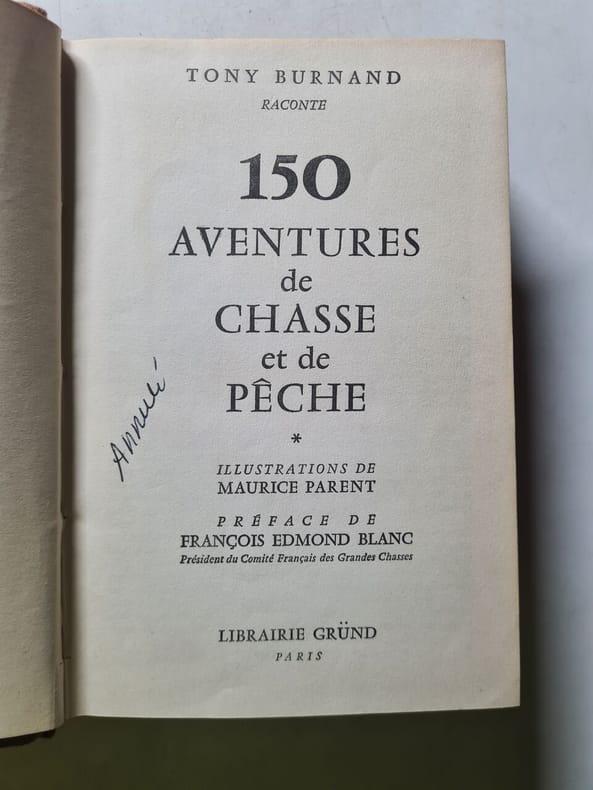 TONY BURNAND
RACONTE
150
AVENTURES
de
CHASSE
et de
PÊCHE
*
Annulé
ILLUSTRATIONS DE
MAURICE PARENT
PRÉFACE DE
FRANÇOIS EDMOND BLANC
Président du Comité Français des Grandes Chasses
LIBRAIRIE GRÜND
PARIS